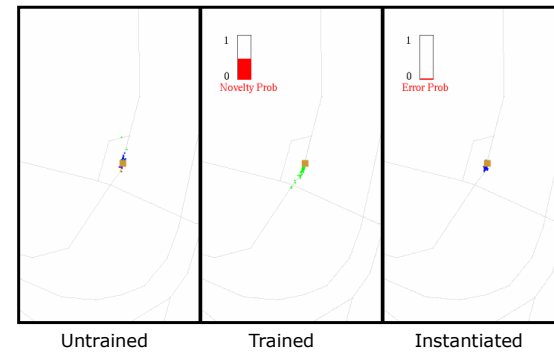 1
0
Novelty Prob
1
0
Error Prob
Untrained
Trained
Instantiated